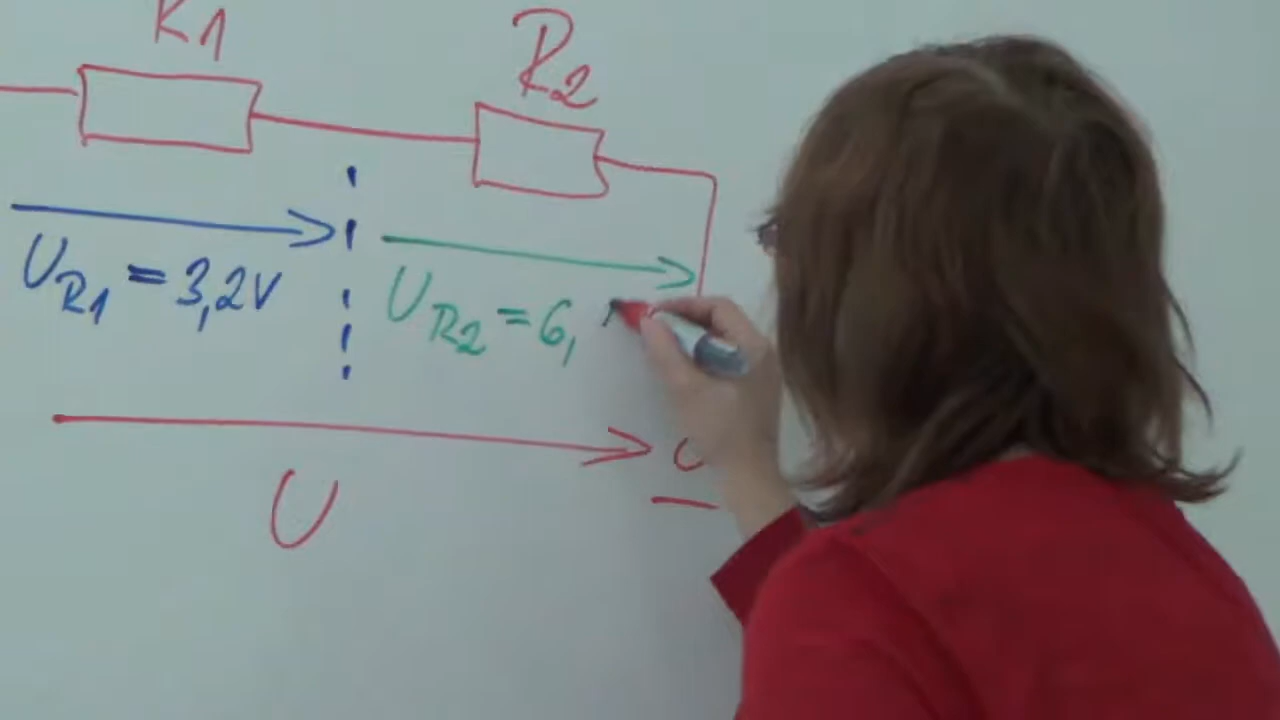 R1
R2
U_R1 = 3,2V
U_R2 = 6,
U